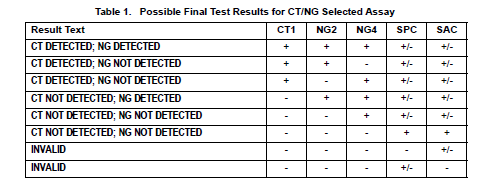 Table 1. Possible Final Test Results for CT/NG Selected Assay
Result Text CT1 NG2 NG4 SPC SAC
CT DETECTED; NG DETECTED + + + +/- +/-
CT DETECTED; NG NOT DETECTED + + - +/- +/-
CT DETECTED; NG NOT DETECTED + - + +/- +/-
CT NOT DETECTED; NG DETECTED - + + +/- +/-
CT NOT DETECTED; NG NOT DETECTED - - + +/- +/-
CT NOT DETECTED; NG NOT DETECTED - - - + +
INVALID - - - - +/-
INVALID - - - +/- -